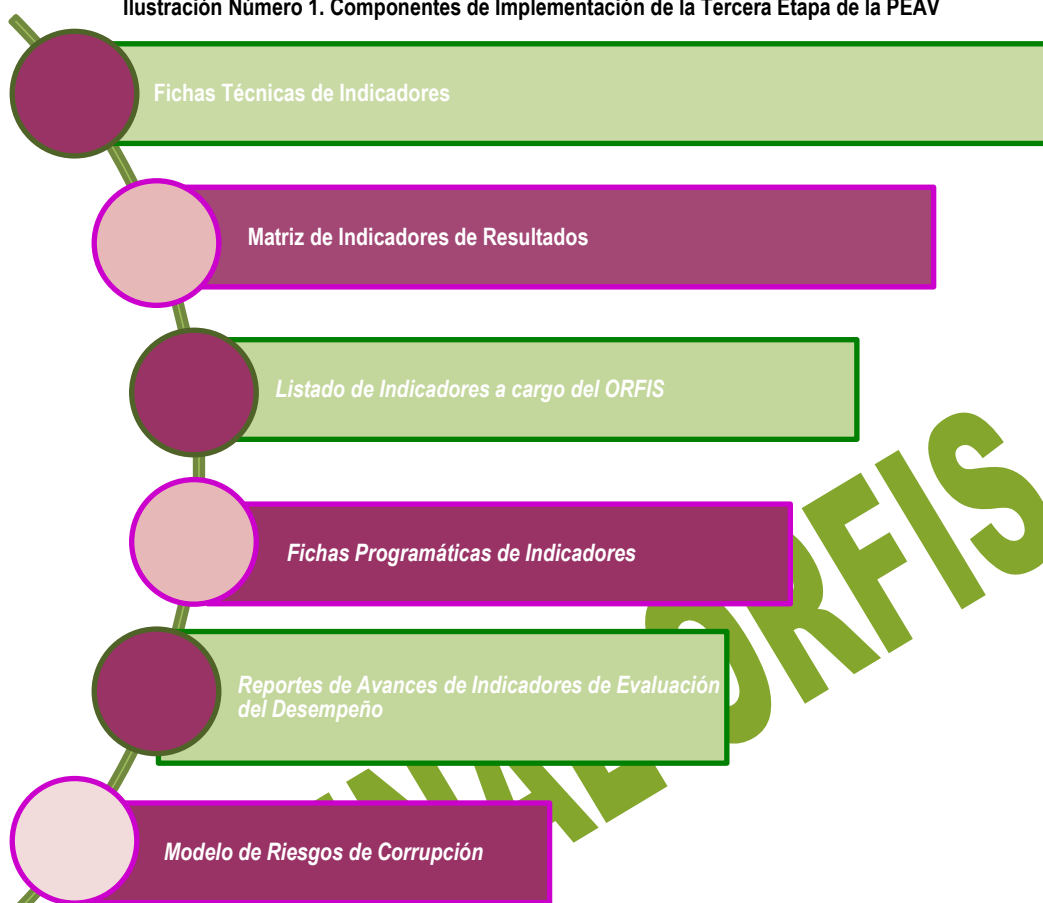 Ilustración Número 1. Componentes de Implementación de la Tercera Etapa de la PEAV
Fichas Técnicas de Indicadores
Matriz de Indicadores de Resultados
Listado de Indicadores a cargo del ORFIS
Fichas Programáticas de Indicadores
Reportes de Avances de Indicadores de Evaluación
del Desempeño
Modelo de Riesgos de Corrupción
ORFIS